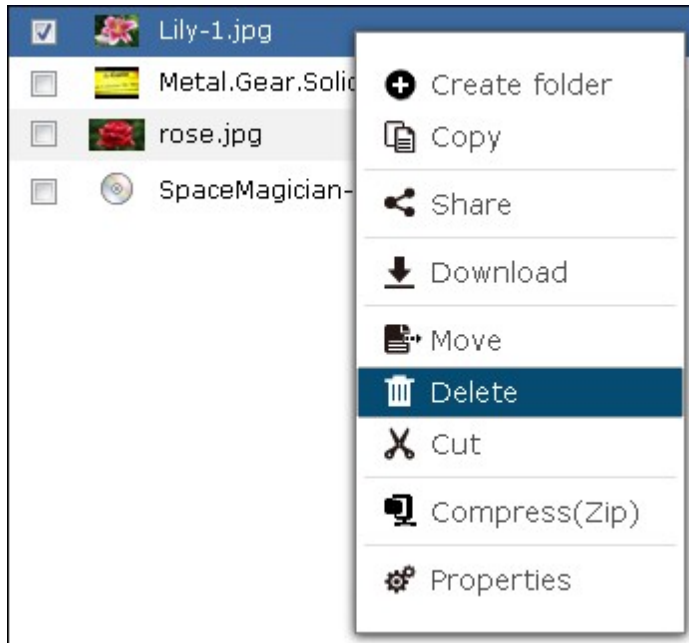 Lily-1.jpg
Metal.Gear.Solid
rose.jpg
SpaceMagician-
Create folder
Copy
Share
Download
Move
Delete
Cut
Compress(Zip)
Properties